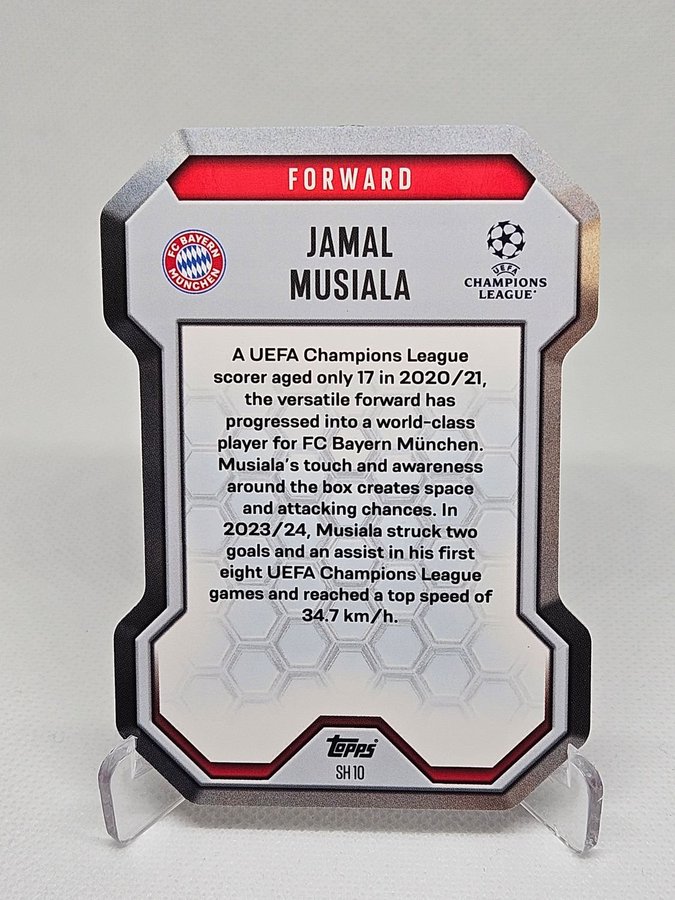 FORWARD
JAMAL
MUSIALA
FC BAYERN
MÜNCHEN
UEFA
CHAMPIONS
LEAGUE
A UEFA Champions League
scorer aged only 17 in 2020/21,
the versatile forward has
progressed into a world-class
player for FC Bayern München.
Musiala's touch and awareness
around the box creates space
and attacking chances. In
2023/24, Musiala struck two
goals and an assist in his first
eight UEFA Champions League
games and reached a top speed of
34.7 km/h.
topps
SH 10